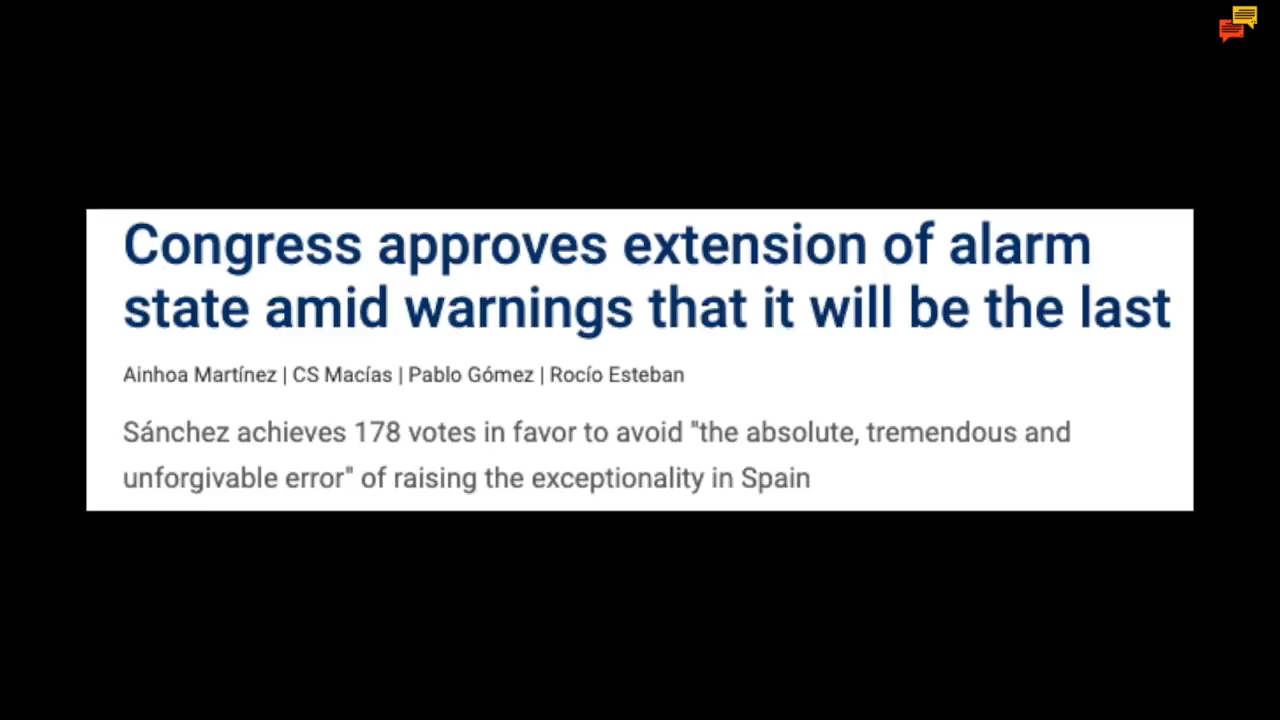 Congress approves extension of alarm
state amid warnings that it will be the last
Ainhoa Martínez | CS Macías | Pablo Gómez | Rocío Esteban
Sánchez achieves 178 votes in favor to avoid "the absolute, tremendous and
unforgivable error" of raising the exceptionality in Spain